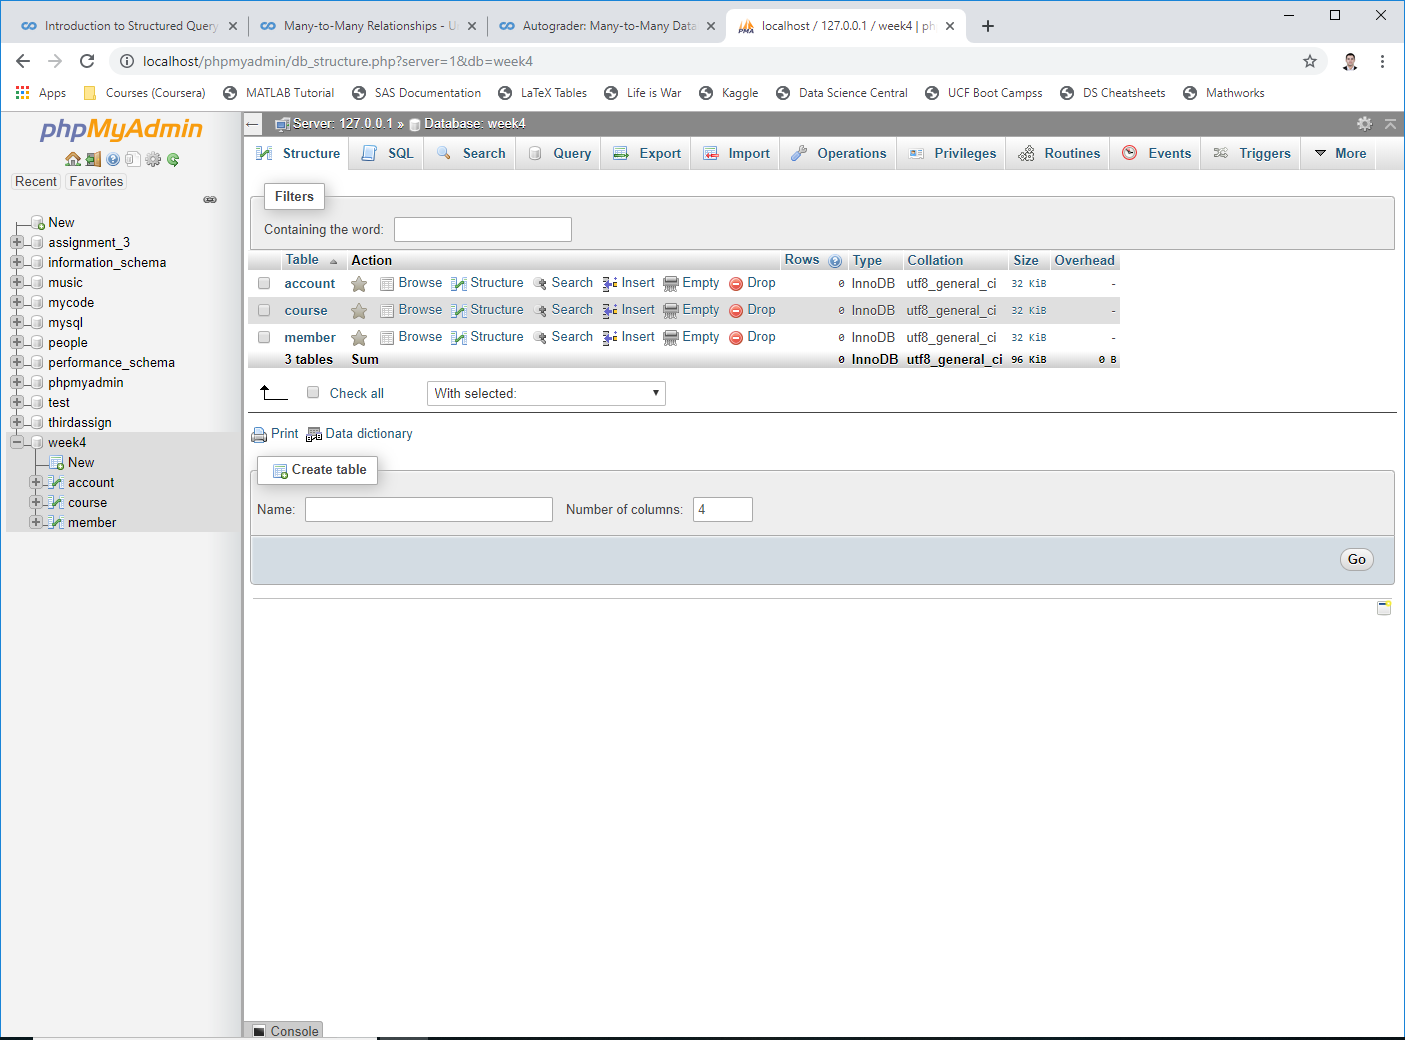 Introduction to Structured Query
Many-to-Many Relationships - U
Autograder: Many-to-Many Data
localhost / 127.0.0.1 / week4 | ph
localhost/phpmyadmin/db_structure.php?server=1&db=week4
Apps
Courses (Coursera)
MATLAB Tutorial
SAS Documentation
LaTeX Tables
Life is War
Kaggle
Data Science Central
UCF Boot Campss
DS Cheatsheets
Mathworks
phpMyAdmin
Recent
Favorites
New
assignment_3
information_schema
music
mycode
mysql
people
performance_schema
phpmyadmin
test
thirdassign
week4
New
account
course
member
Server: 127.0.0.1 » Database: week4
Structure
SQL
Search
Query
Export
Import
Operations
Privileges
Routines
Events
Triggers
More
Filters
Containing the word:
Table Action Rows Type Collation Size Overhead
account Browse Structure Search Insert Empty Drop 0 InnoDB utf8_general_ci 32 KiB -
course Browse Structure Search Insert Empty Drop 0 InnoDB utf8_general_ci 32 KiB -
member Browse Structure Search Insert Empty Drop 0 InnoDB utf8_general_ci 32 KiB -
3 tables Sum 0 InnoDB utf8_general_ci 96 KiB 0 B
Check all With selected:
Print Data dictionary
Create table
Name: Number of columns: 4
Go
Console